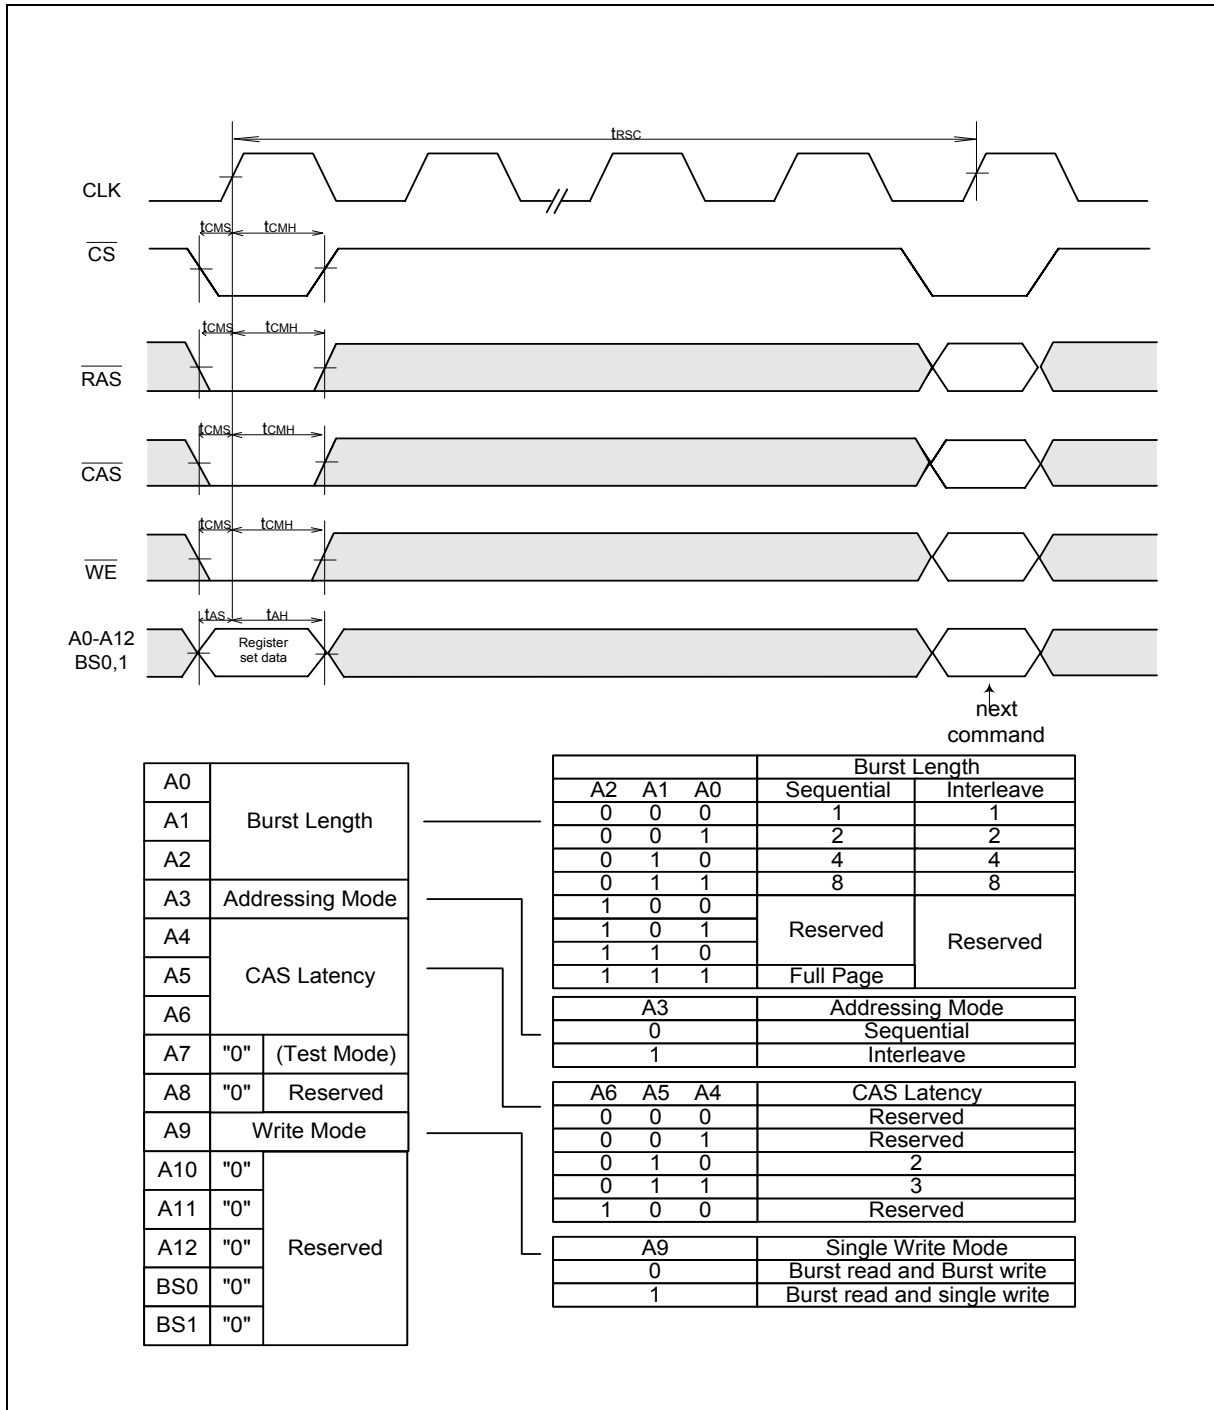 tRSC
CLK
tCMS tCMH
CS
tCMS tCMH
RAS
tCMS tCMH
CAS
tCMS tCMH
WE
tAS tAH
A0-A12
BS0,1
Register
set data
next
command
A0
A1 Burst Length
A2
A3 Addressing Mode
A4
A5 CAS Latency
A6
A7 "0" (Test Mode)
A8 "0" Reserved
A9 Write Mode
A10 "0"
A11 "0"
A12 "0" Reserved
BS0 "0"
BS1 "0"
Burst Length
A2 A1 A0 Sequential Interleave
0 0 0 1 1
0 0 1 2 2
0 1 0 4 4
0 1 1 8 8
1 0 0
1 0 1 Reserved Reserved
1 1 0
1 1 1 Full Page
A3 Addressing Mode
0 Sequential
1 Interleave
A6 A5 A4 CAS Latency
0 0 0 Reserved
0 0 1 Reserved
0 1 0 2
0 1 1 3
1 0 0 Reserved
A9 Single Write Mode
0 Burst read and Burst write
1 Burst read and single write